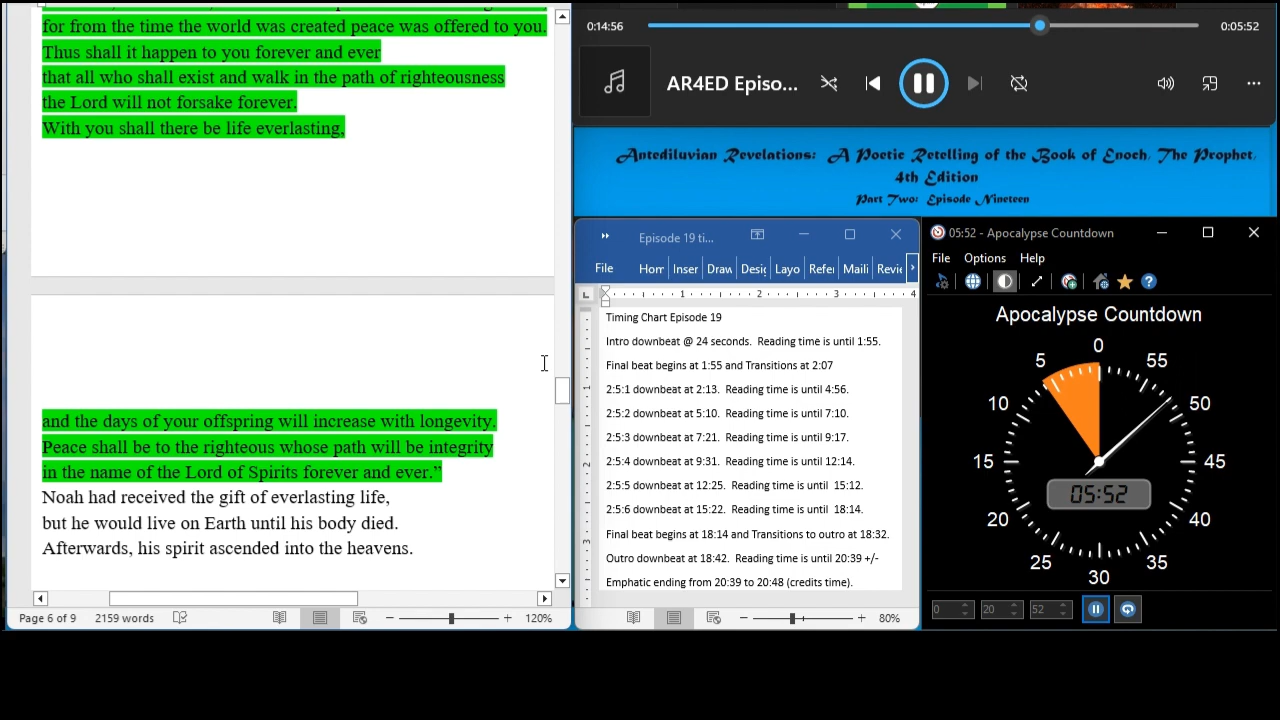 for from the time the world was created peace was offered to you.
Thus shall it happen to you forever and ever
that all who shall exist and walk in the path of righteousness
the Lord will not forsake forever.
With you shall there be life everlasting,
and the days of your offspring will increase with longevity.
Peace shall be to the righteous whose path will be integrity
in the name of the Lord of Spirits forever and ever.”
Noah had received the gift of everlasting life,
but he would live on Earth until his body died.
Afterwards, his spirit ascended into the heavens.
Page 6 of 9 2159 words 120%
0:14:56 0:05:52
AR4ED Episo...
Antediluvian Revelations: A Poetic Retelling of the Book of Enoch, The Prophet,
4th Edition
Part Two: Episode Nineteen
Episode 19 ti...
File Hor Inser Drav Desig Layo Refer Maili Revie
1 2 3 4
Timing Chart Episode 19
Intro downbeat @ 24 seconds. Reading time is until 1:55.
Final beat begins at 1:55 and Transitions at 2:07
2:5:1 downbeat at 2:13. Reading time is until 4:56.
2:5:2 downbeat at 5:10. Reading time is until 7:10.
2:5:3 downbeat at 7:21. Reading time is until 9:17.
2:5:4 downbeat at 9:31. Reading time is until 12:14.
2:5:5 downbeat at 12:25. Reading time is until 15:12.
2:5:6 downbeat at 15:22. Reading time is until 18:14.
Final beat begins at 18:14 and Transitions to outro at 18:32.
Outro downbeat at 18:42. Reading time is until 20:39 +/-
Emphatic ending from 20:39 to 20:48 (credits time).
1
2
3
80%
05:52 - Apocalypse Countdown
File Options Help
Apocalypse Countdown
0
5 55
10 50
15 45
20 40
25 35
30
05:52
0 20 52